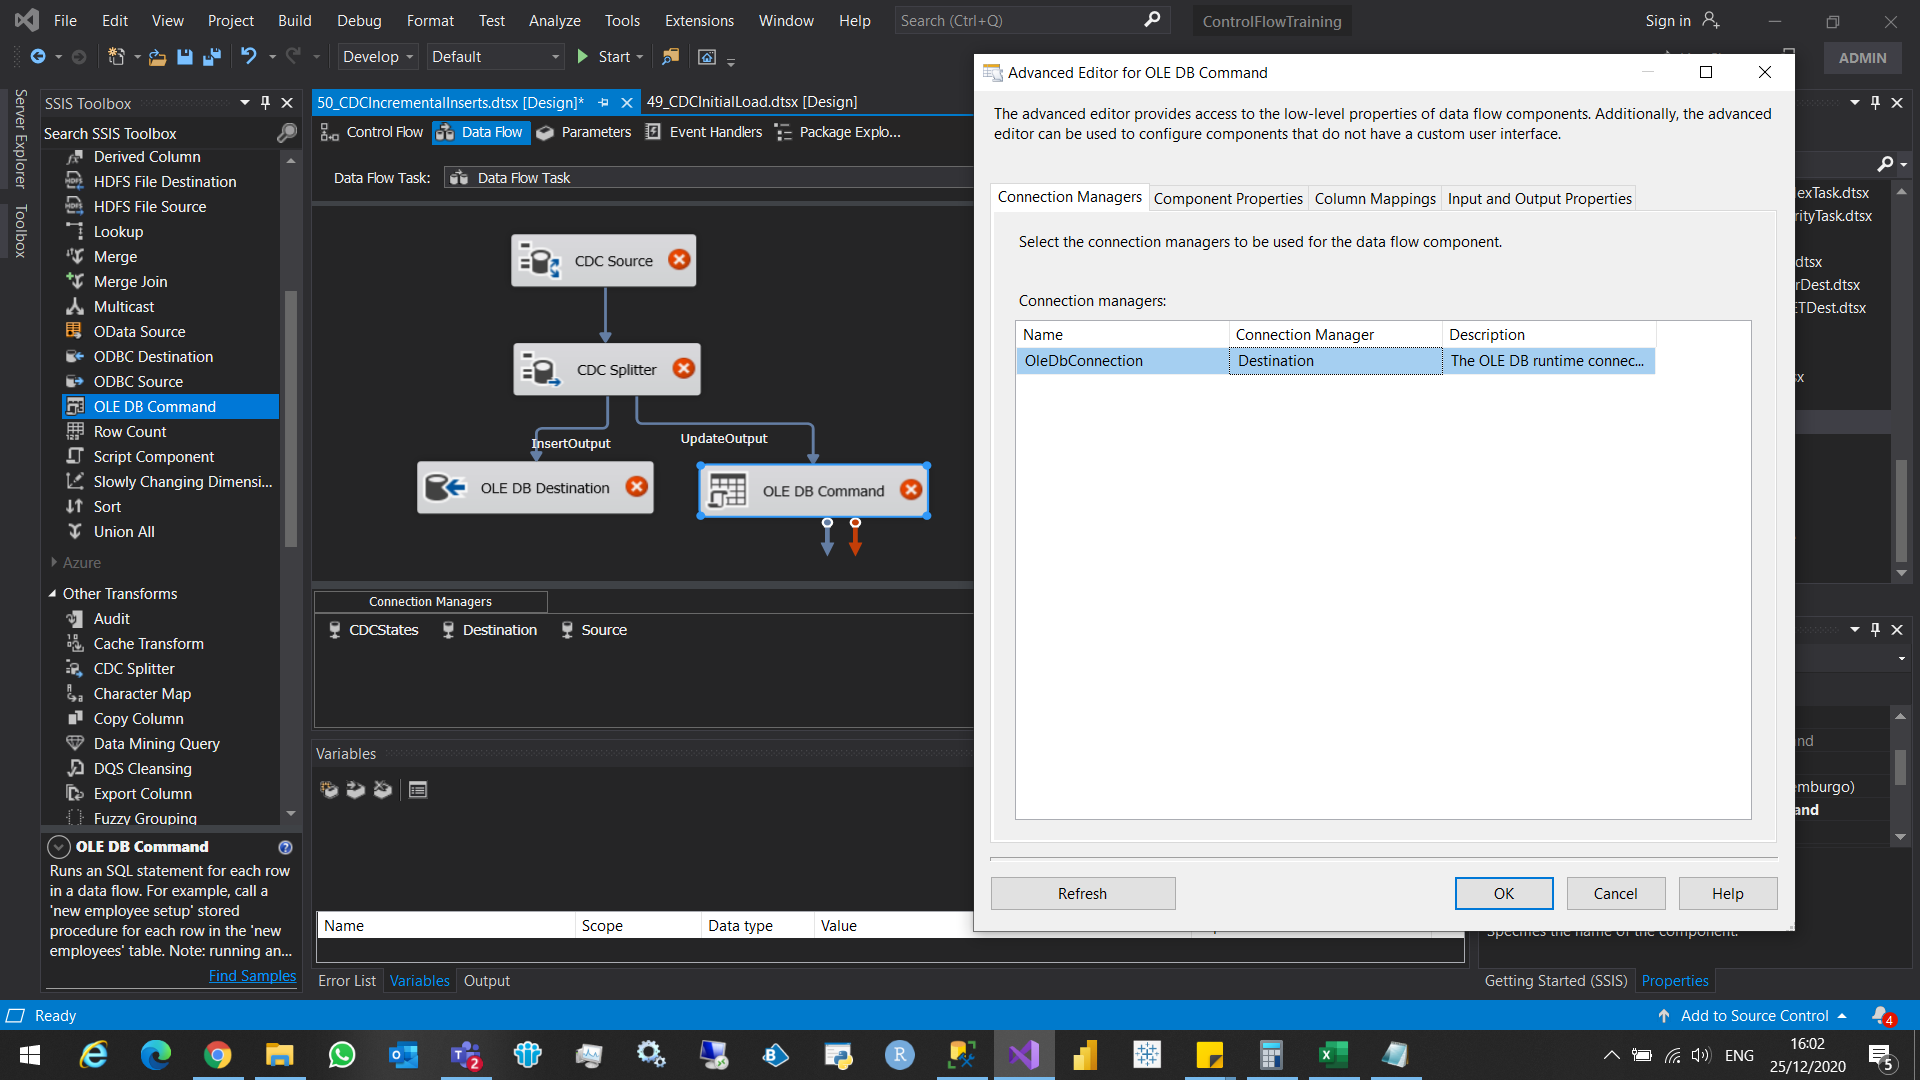 File Edit View Project Build Debug Format Test Analyze Tools Extensions Window Help Search (Ctrl+Q) ControlFlowTraining Sign in
Develop Default Start ADMIN
Server Explorer
Toolbox
SSIS Toolbox
Search SSIS Toolbox
Derived Column
HDFS File Destination
HDFS File Source
Lookup
Merge
Merge Join
Multicast
OData Source
ODBC Destination
ODBC Source
OLE DB Command
Row Count
Script Component
Slowly Changing Dimensi...
Sort
Union All
Azure
Other Transforms
Audit
Cache Transform
CDC Splitter
Character Map
Copy Column
Data Mining Query
DQS Cleansing
Export Column
Fuzzy Grouping
OLE DB Command
Runs an SQL statement for each row
in a data flow. For example, call a
'new employee setup' stored
procedure for each row in the 'new
employees' table. Note: running an...
Find Samples
50_CDCIncrementalInserts.dtsx [Design]* 49_CDCInitialLoad.dtsx [Design]
Control Flow Data Flow Parameters Event Handlers Package Explo...
Data Flow Task: Data Flow Task
CDC Source
CDC Splitter
InsertOutput UpdateOutput
OLE DB Destination OLE DB Command
Connection Managers
CDCStates Destination Source
Variables
Name Scope Data type Value
Error List Variables Output
Advanced Editor for OLE DB Command
The advanced editor provides access to the low-level properties of data flow components. Additionally, the advanced
editor can be used to configure components that do not have a custom user interface.
Connection Managers Component Properties Column Mappings Input and Output Properties
Select the connection managers to be used for the data flow component.
Connection managers:
Name Connection Manager Description
OleDbConnection Destination The OLE DB runtime connec...
Refresh OK Cancel Help
exTask.dtsx
rityTask.dtsx
dtsx
rDest.dtsx
ETDest.dtsx
sx
nd
emburgo)
and
Specifies the name of the component.
Getting Started (SSIS) Properties
Ready Add to Source Control 4
2
ENG 16:02
25/12/2020 5